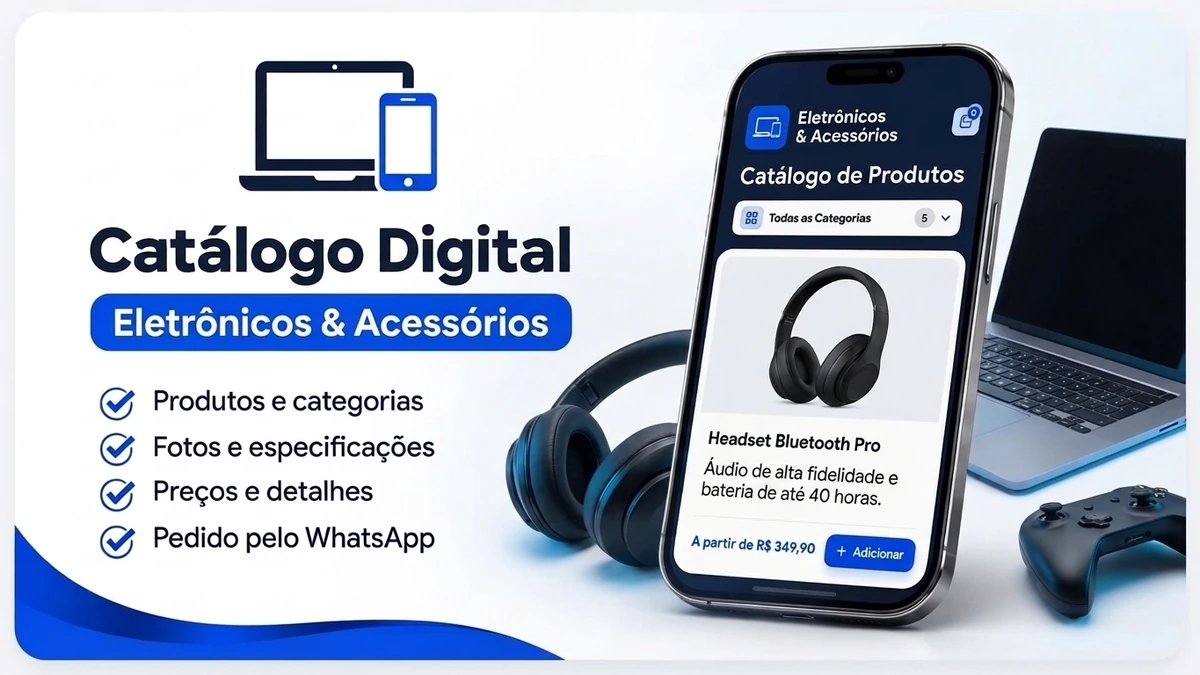 Catálogo Digital
Eletrônicos & Acessórios
Produtos e categorias
Fotos e especificações
Preços e detalhes
Pedido pelo WhatsApp
Eletrônicos
& Acessórios
0
Catálogo de Produtos
Todas as Categorias 5
Headset Bluetooth Pro
Áudio de alta fidelidade e
bateria de até 40 horas.
A partir de R$ 349,90 + Adicionar